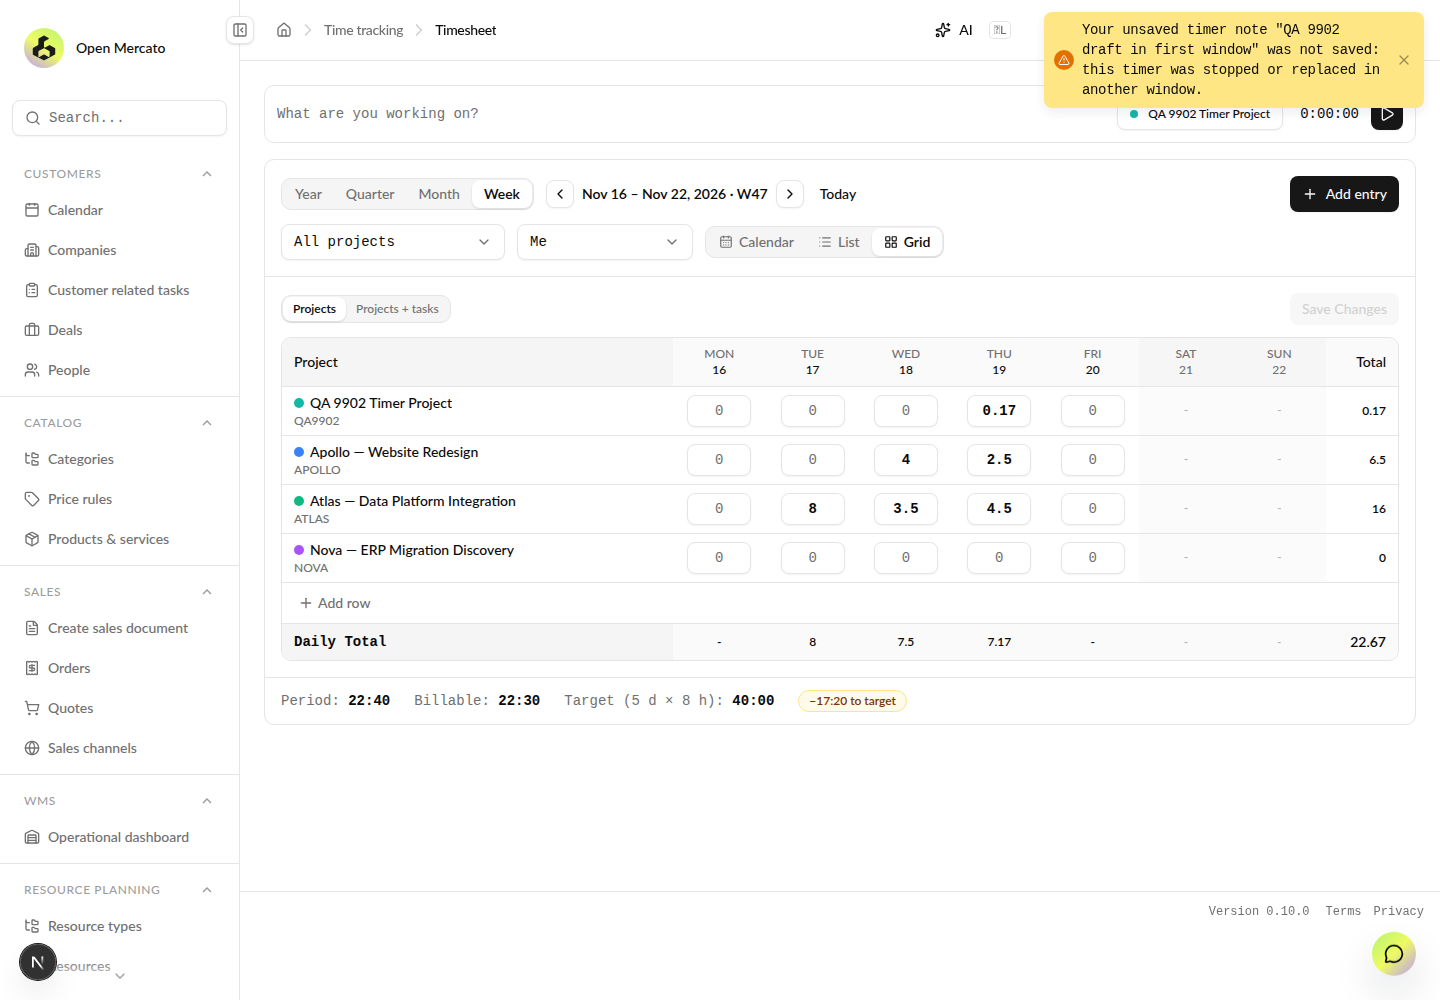 Open Mercato
Search...
CUSTOMERS
Calendar
Companies
Customer related tasks
Deals
People
CATALOG
Categories
Price rules
Products & services
SALES
Create sales document
Orders
Quotes
Sales channels
WMS
Operational dashboard
RESOURCE PLANNING
Resource types
esources
N
Time tracking
Timesheet
AI
L
Your unsaved timer note "QA 9902
draft in first window" was not saved:
this timer was stopped or replaced in
another window.
What are you working on?
QA 9902 Timer Project
0:00:00
Year Quarter Month Week
Nov 16 – Nov 22, 2026 · W47
Today
Add entry
All projects
Me
Calendar List Grid
Projects Projects + tasks
Save Changes
Project MON 16 TUE 17 WED 18 THU 19 FRI 20 SAT 21 SUN 22 Total
QA 9902 Timer Project 0 0 0 0.17 0 - - 0.17
QA9902
Apollo — Website Redesign 0 0 4 2.5 0 - - 6.5
APOLLO
Atlas — Data Platform Integration 0 8 3.5 4.5 0 - - 16
ATLAS
Nova — ERP Migration Discovery 0 0 0 0 0 - - 0
NOVA
Add row
Daily Total - 8 7.5 7.17 - - - 22.67
Period: 22:40 Billable: 22:30 Target (5 d × 8 h): 40:00 −17:20 to target
Version 0.10.0 Terms Privacy